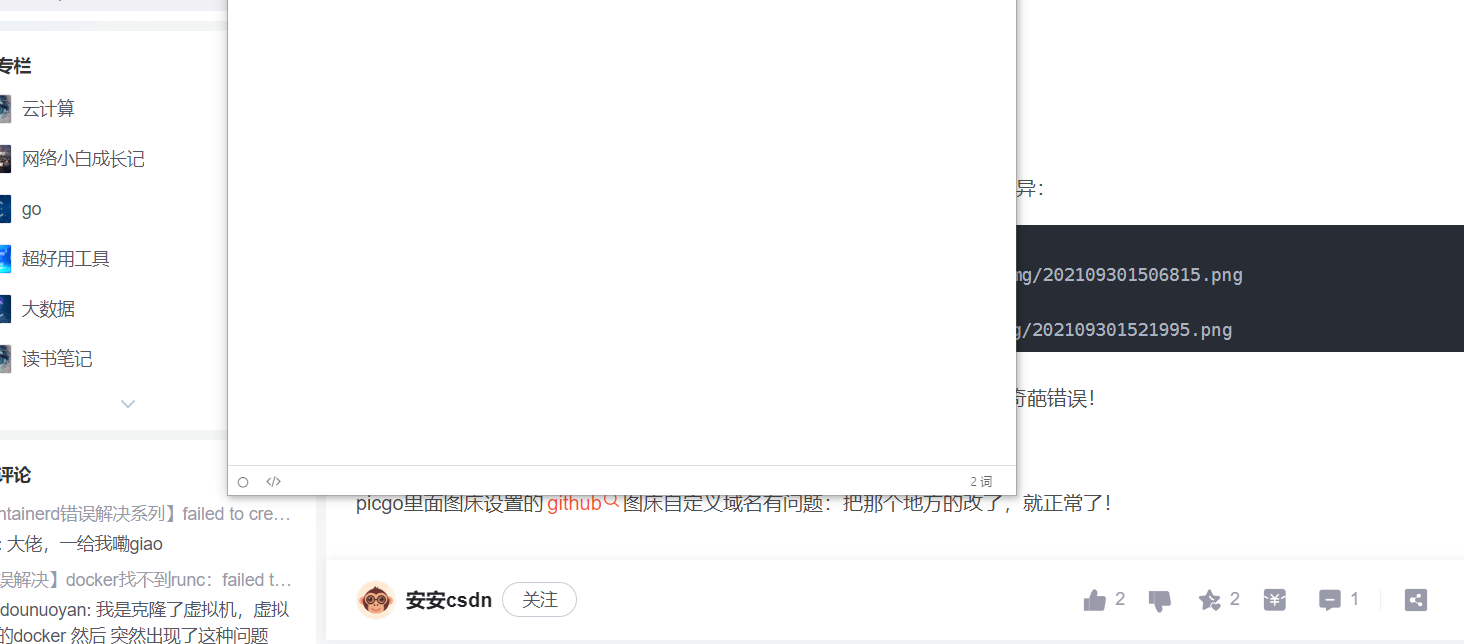 专栏
云计算
网络小白成长记
go
超好用工具
大数据
读书笔记
评论
ntainerd错误解决系列】failed to cre…
: 大佬，一给我嘞giao
误解决】docker找不到runc：failed t…
dounuoyan: 我是克隆了虚拟机，虚拟
的docker 然后 突然出现了这种问题
</> 2 词
异：
mg/202109301506815.png
g/202109301521995.png
奇葩错误！
picgo里面图床设置的 github 图床自定义域名有问题：把那个地方的改了，就正常了！
安安csdn 关注 2 2 1